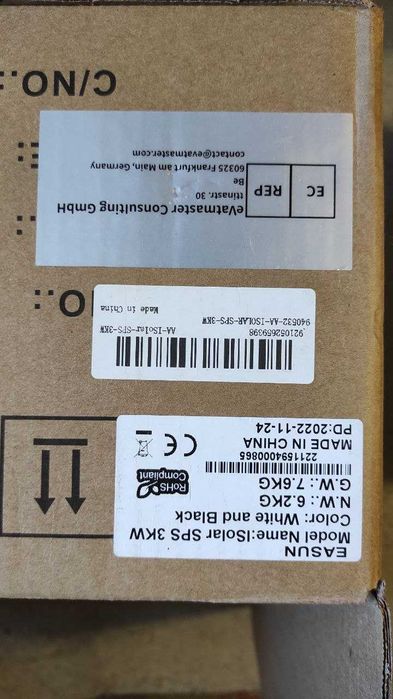 EASUN
Model Name:ISolar SPS 3KW
Color: White and Black
N.W.: 6.2KG
G.W.: 7.6KG
RoHS
Compliant
2211594000865
MADE IN CHINA
PD:2022-11-24
CE
921052659398
AA-ISolar-SPS-3KW
940532-AA-ISOLAR-SPS-3KW
Made in China
EC REP
eVatmaster Consulting GmbH
ttinastr. 30
Be
60325 Frankfurt am Main, Germany
contact@evatmaster.com
C/NO.: